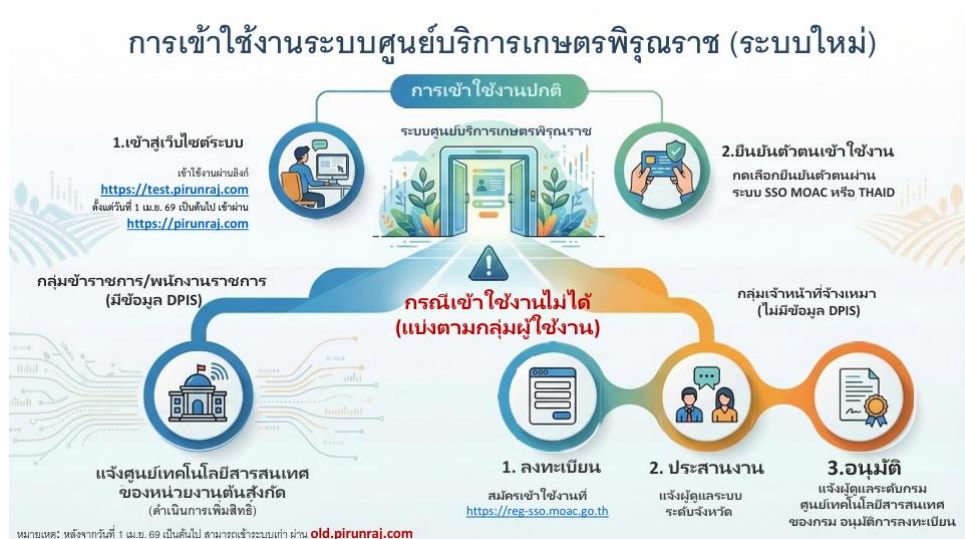 การเข้าใช้งานระบบศูนย์บริการเกษตรพิรุณราช (ระบบใหม่)
การเข้าใช้งานปกติ
ระบบศูนย์บริการเกษตรพิรุณราช
1.เข้าสู่เว็บไซต์ระบบ
เข้าใช้งานผ่านลิงก์
https://test.pirunraj.com
ตั้งแต่วันที่ 1 เม.ย. 69 เป็นต้นไป เข้าผ่าน
https://pirunraj.com
2.ยืนยันตัวตนเข้าใช้งาน
กดเลือกยืนยันตัวตนผ่าน
ระบบ SSO MOAC หรือ THAID
กลุ่มข้าราชการ/พนักงานราชการ
(มีข้อมูล DPIS)
กรณีเข้าใช้งานไม่ได้
(แบ่งตามกลุ่มผู้ใช้งาน)
กลุ่มเจ้าหน้าที่จ้างเหมา
(ไม่มีข้อมูล DPIS)
แจ้งศูนย์เทคโนโลยีสารสนเทศ
ของหน่วยงานต้นสังกัด
(ดำเนินการเพิ่มสิทธิ์)
1. ลงทะเบียน
สมัครเข้าใช้งานที่
https://reg-sso.moac.go.th
2. ประสานงาน
แจ้งผู้ดูแลระบบ
ระดับจังหวัด
3.อนุมัติ
แจ้งผู้ดูแลระดับกรม
ศูนย์เทคโนโลยีสารสนเทศ
ของกรม อนุมัติการลงทะเบียน
หมายเหตุ: หลังจากวันที่ 1 เม.ย. 69 เป็นต้นไป สามารถเข้าระบบเก่า ผ่าน old.pirunraj.com